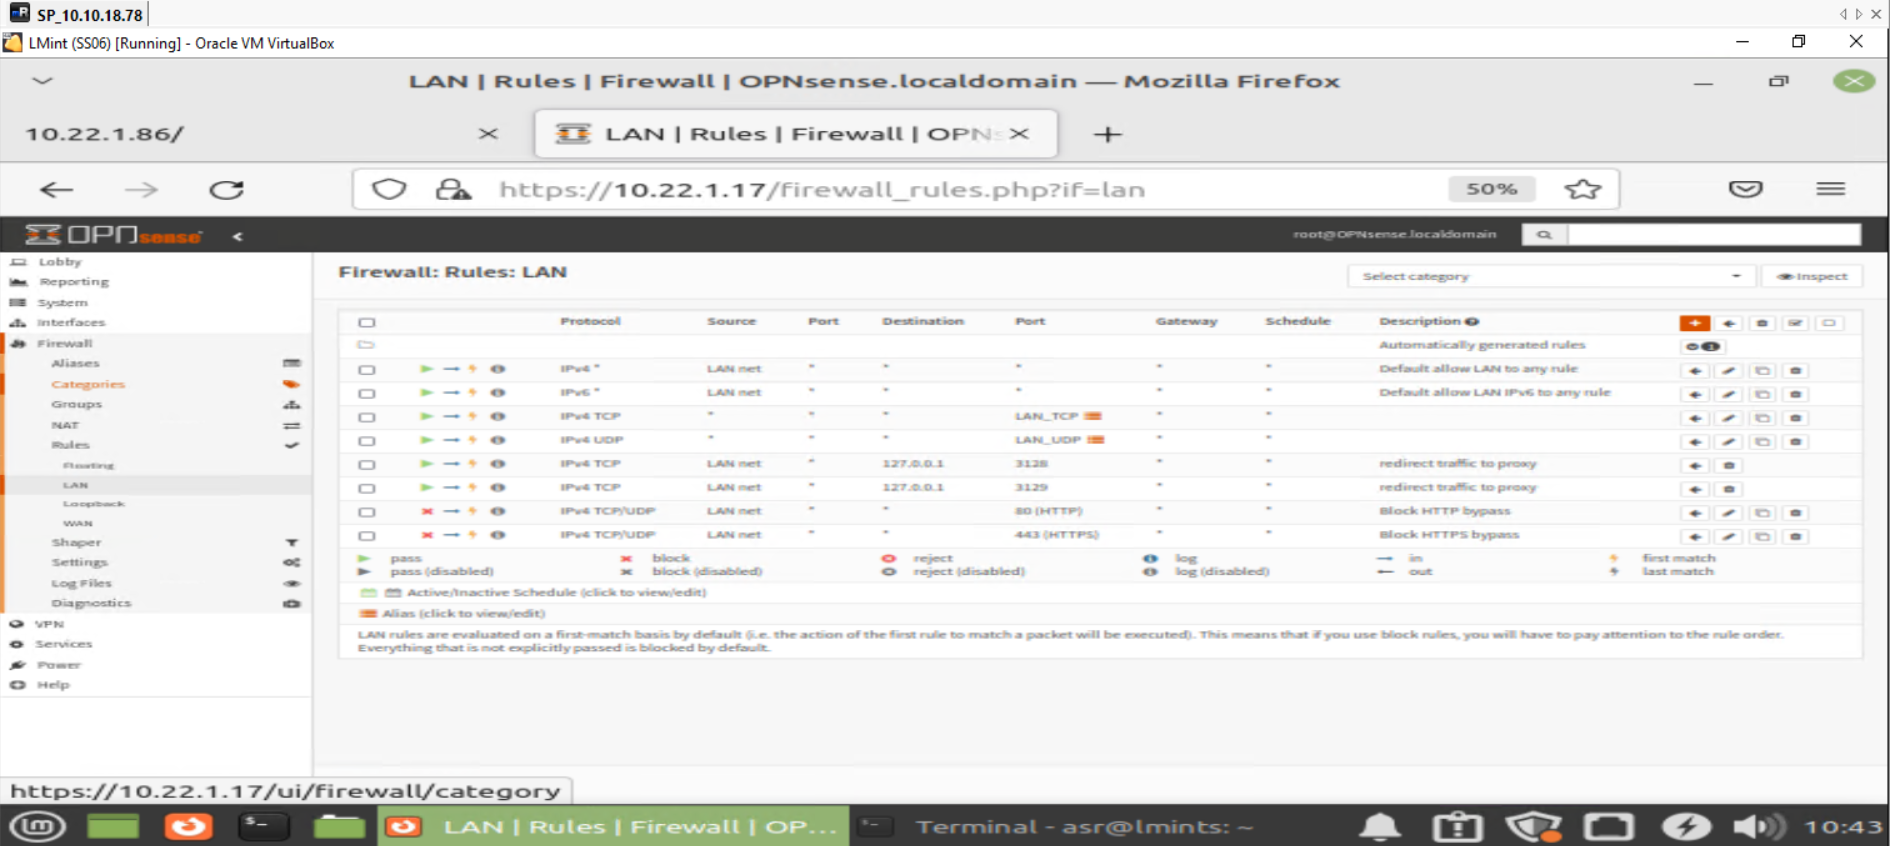 SP_10.10.18.78
LMint (SS06) [Running] - Oracle VM VirtualBox
LAN | Rules | Firewall | OPNsense.localdomain — Mozilla Firefox
10.22.1.86/
LAN | Rules | Firewall | OPN
https://10.22.1.17/firewall_rules.php?if=lan 50%
OPNsense
root@OPNsense.localdomain
Lobby
Reporting
System
Interfaces
Firewall
Aliases
Categories
Groups
NAT
Rules
Floating
LAN
Loopback
WAN
Shaper
Settings
Log Files
Diagnostics
VPN
Services
Power
Help
Firewall: Rules: LAN
Select category Inspect
Protocol Source Port Destination Port Gateway Schedule Description
Automatically generated rules
IPv4 * LAN net * * * * * Default allow LAN to any rule
IPv6 * LAN net * * * * * Default allow LAN IPv6 to any rule
IPv4 TCP * * * LAN_TCP * *
IPv4 UDP * * * LAN_UDP * *
IPv4 TCP LAN net * 127.0.0.1 3128 * * redirect traffic to proxy
IPv4 TCP LAN net * 127.0.0.1 3129 * * redirect traffic to proxy
IPv4 TCP/UDP LAN net * * 80 (HTTP) * * Block HTTP bypass
IPv4 TCP/UDP LAN net * * 443 (HTTPS) * * Block HTTPS bypass
pass block reject log in first match
pass (disabled) block (disabled) reject (disabled) log (disabled) out last match
Active/Inactive Schedule (click to view/edit)
Alias (click to view/edit)
LAN rules are evaluated on a first-match basis by default (i.e. the action of the first rule to match a packet will be executed). This means that if you use block rules, you will have to pay attention to the rule order.
Everything that is not explicitly passed is blocked by default.
https://10.22.1.17/ui/firewall/category
LAN | Rules | Firewall | OP...
Terminal - asr@lmints: ~
10:43